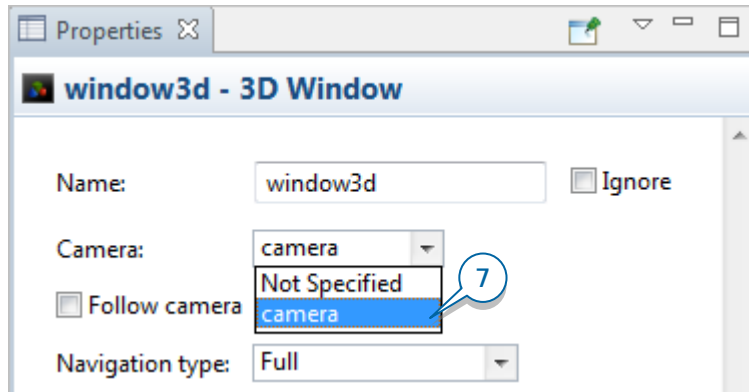 Properties
window3d - 3D Window
Name: window3d Ignore
Camera: camera
Not Specified
7
Follow camera camera
Navigation type: Full